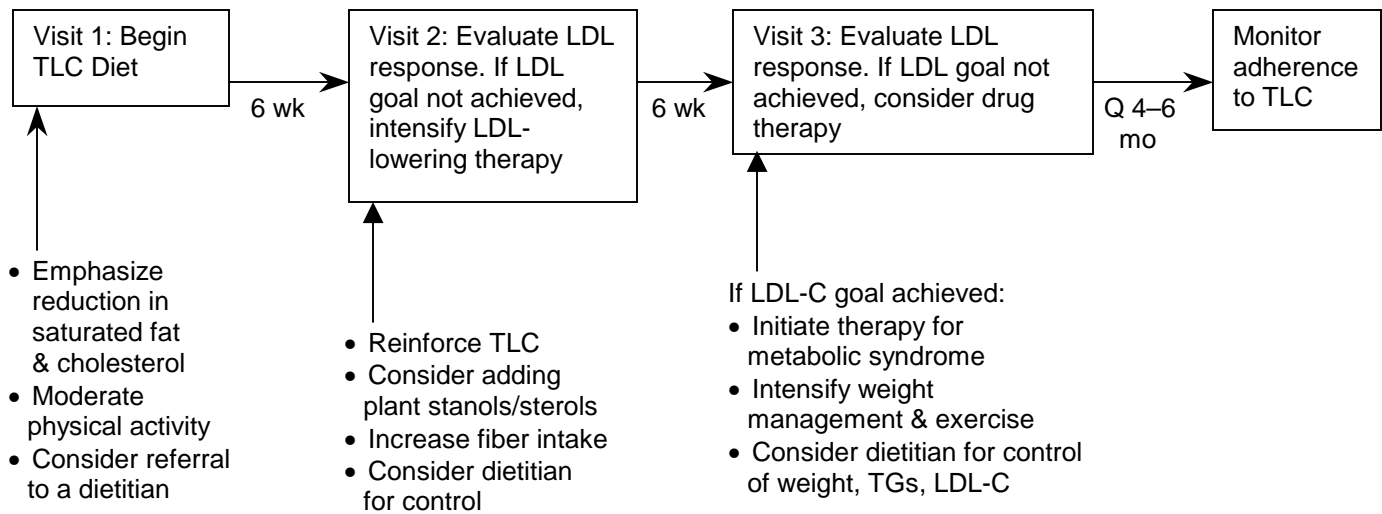 Visit 1: Begin
TLC Diet
6 wk
Visit 2: Evaluate LDL
response. If LDL
goal not achieved,
intensify LDL-
lowering therapy
6 wk
Visit 3: Evaluate LDL
response. If LDL goal not
achieved, consider drug
therapy
Q 4–6
mo
Monitor
adherence
to TLC
• Emphasize
reduction in
saturated fat
& cholesterol
• Moderate
physical activity
• Consider referral
to a dietitian
• Reinforce TLC
• Consider adding
plant stanols/sterols
• Increase fiber intake
• Consider dietitian
for control
If LDL-C goal achieved:
• Initiate therapy for
metabolic syndrome
• Intensify weight
management & exercise
• Consider dietitian for control
of weight, TGs, LDL-C